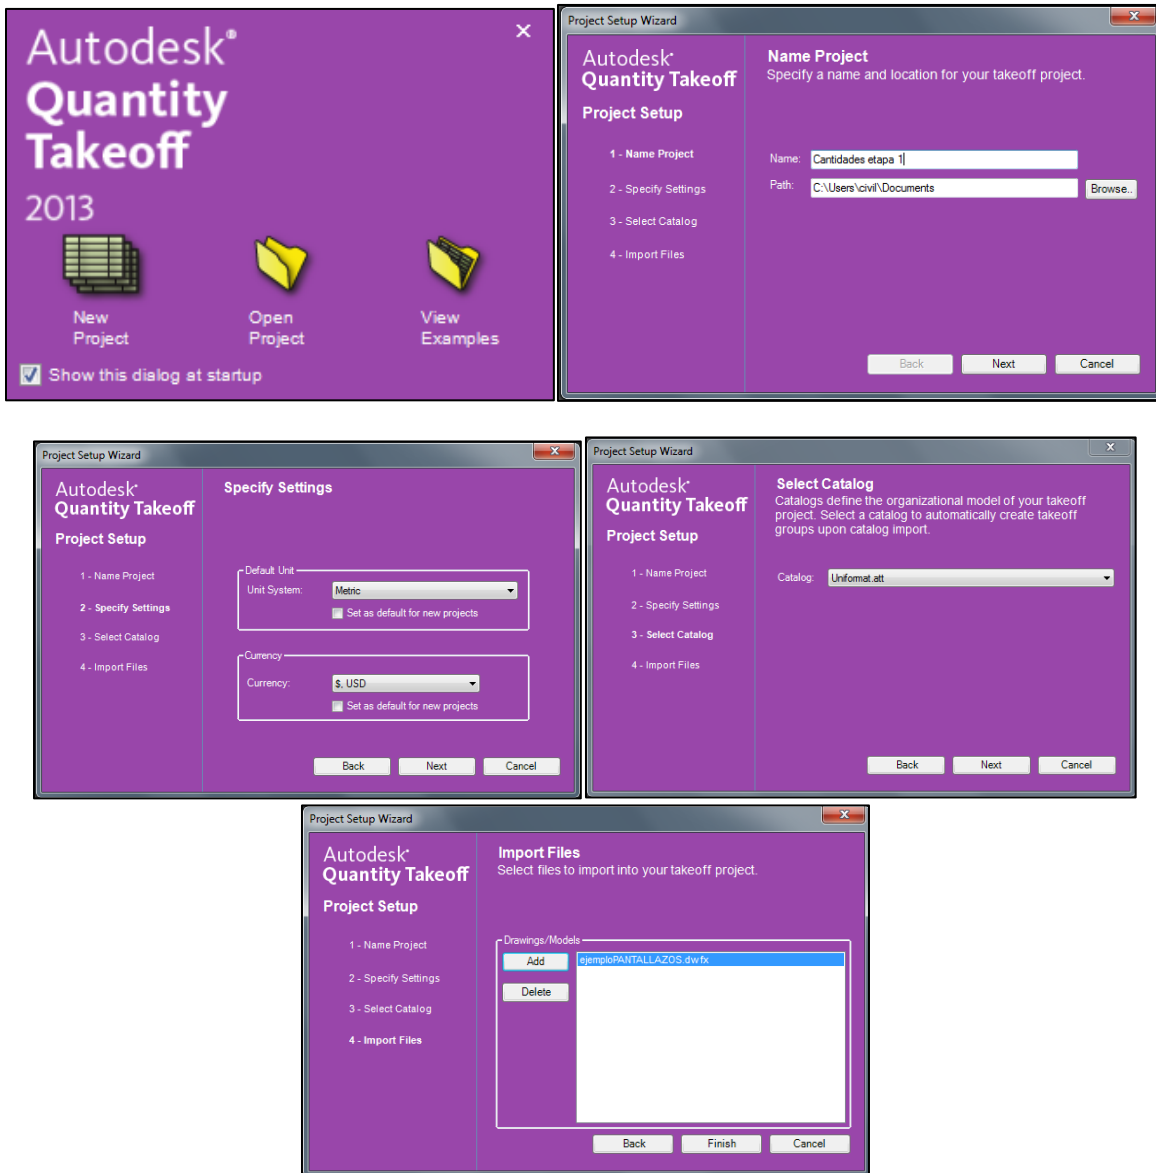 Autodesk®
Quantity
Takeoff
2013
New
Project
Open
Project
View
Examples
Show this dialog at startup
Project Setup Wizard
Autodesk®
Quantity Takeoff
Project Setup
1 - Name Project
2 - Specify Settings
3 - Select Catalog
4 - Import Files
Name Project
Specify a name and location for your takeoff project.
Name: Cantidades etapa 1
Path: C:\Users\civil\Documents Browse..
Back Next Cancel
Project Setup Wizard
Autodesk®
Quantity Takeoff
Project Setup
1 - Name Project
2 - Specify Settings
3 - Select Catalog
4 - Import Files
Specify Settings
Default Unit
Unit System: Metric
Set as default for new projects
Currency
Currency: $, USD
Set as default for new projects
Back Next Cancel
Project Setup Wizard
Autodesk®
Quantity Takeoff
Project Setup
1 - Name Project
2 - Specify Settings
3 - Select Catalog
4 - Import Files
Select Catalog
Catalogs define the organizational model of your takeoff
project. Select a catalog to automatically create takeoff
groups upon catalog import.
Catalog: Uniformat.att
Back Next Cancel
Project Setup Wizard
Autodesk®
Quantity Takeoff
Project Setup
1 - Name Project
2 - Specify Settings
3 - Select Catalog
4 - Import Files
Import Files
Select files to import into your takeoff project.
Drawings/Models
Add
Delete
ejemploPANTALLAZOS.dwfx
Back Finish Cancel